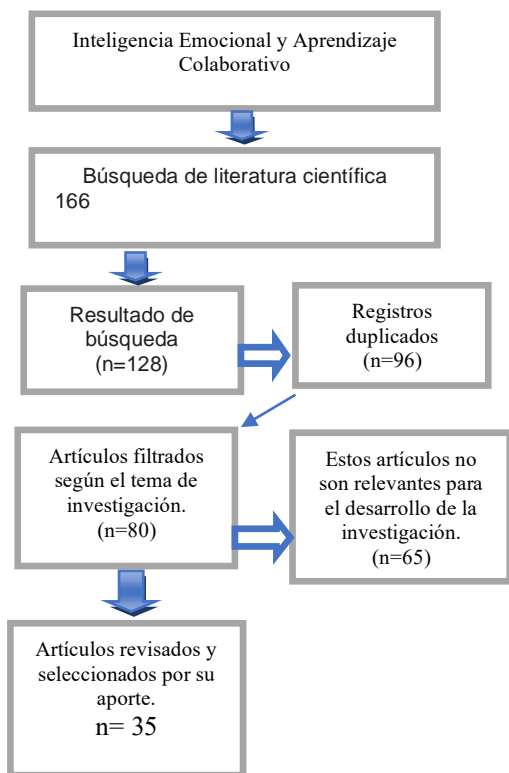 Inteligencia Emocional y Aprendizaje
Colaborativo
Búsqueda de literatura científica
166
Resultado de
búsqueda
(n=128)
Registros
duplicados
(n=96)
Artículos filtrados
según el tema de
investigación.
(n=80)
Estos artículos no
son relevantes para
el desarrollo de la
investigación.
(n=65)
Artículos revisados y
seleccionados por su
aporte.
n= 35